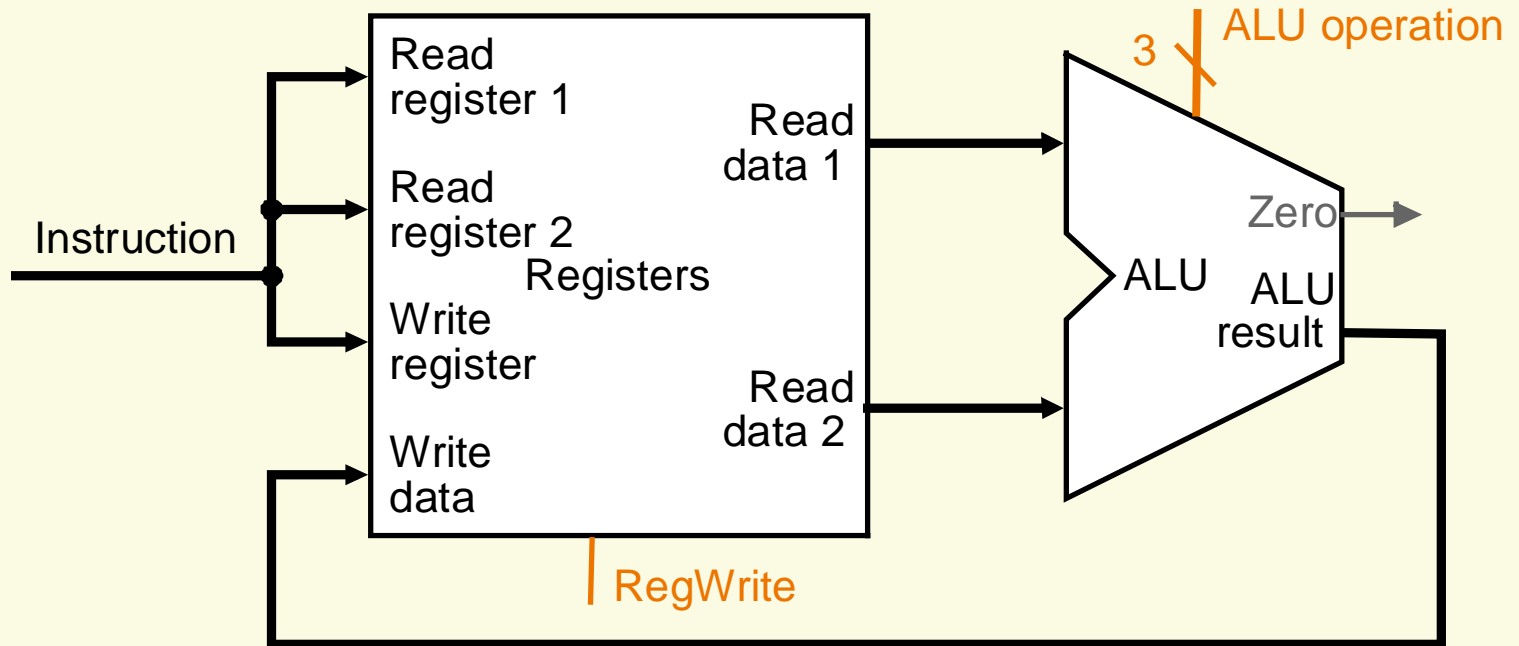 Instruction
Read
register 1
Read
register 2
Registers
Write
register
Write
data
Read
data 1
Read
data 2
RegWrite
3
ALU operation
Zero
ALU
ALU
result